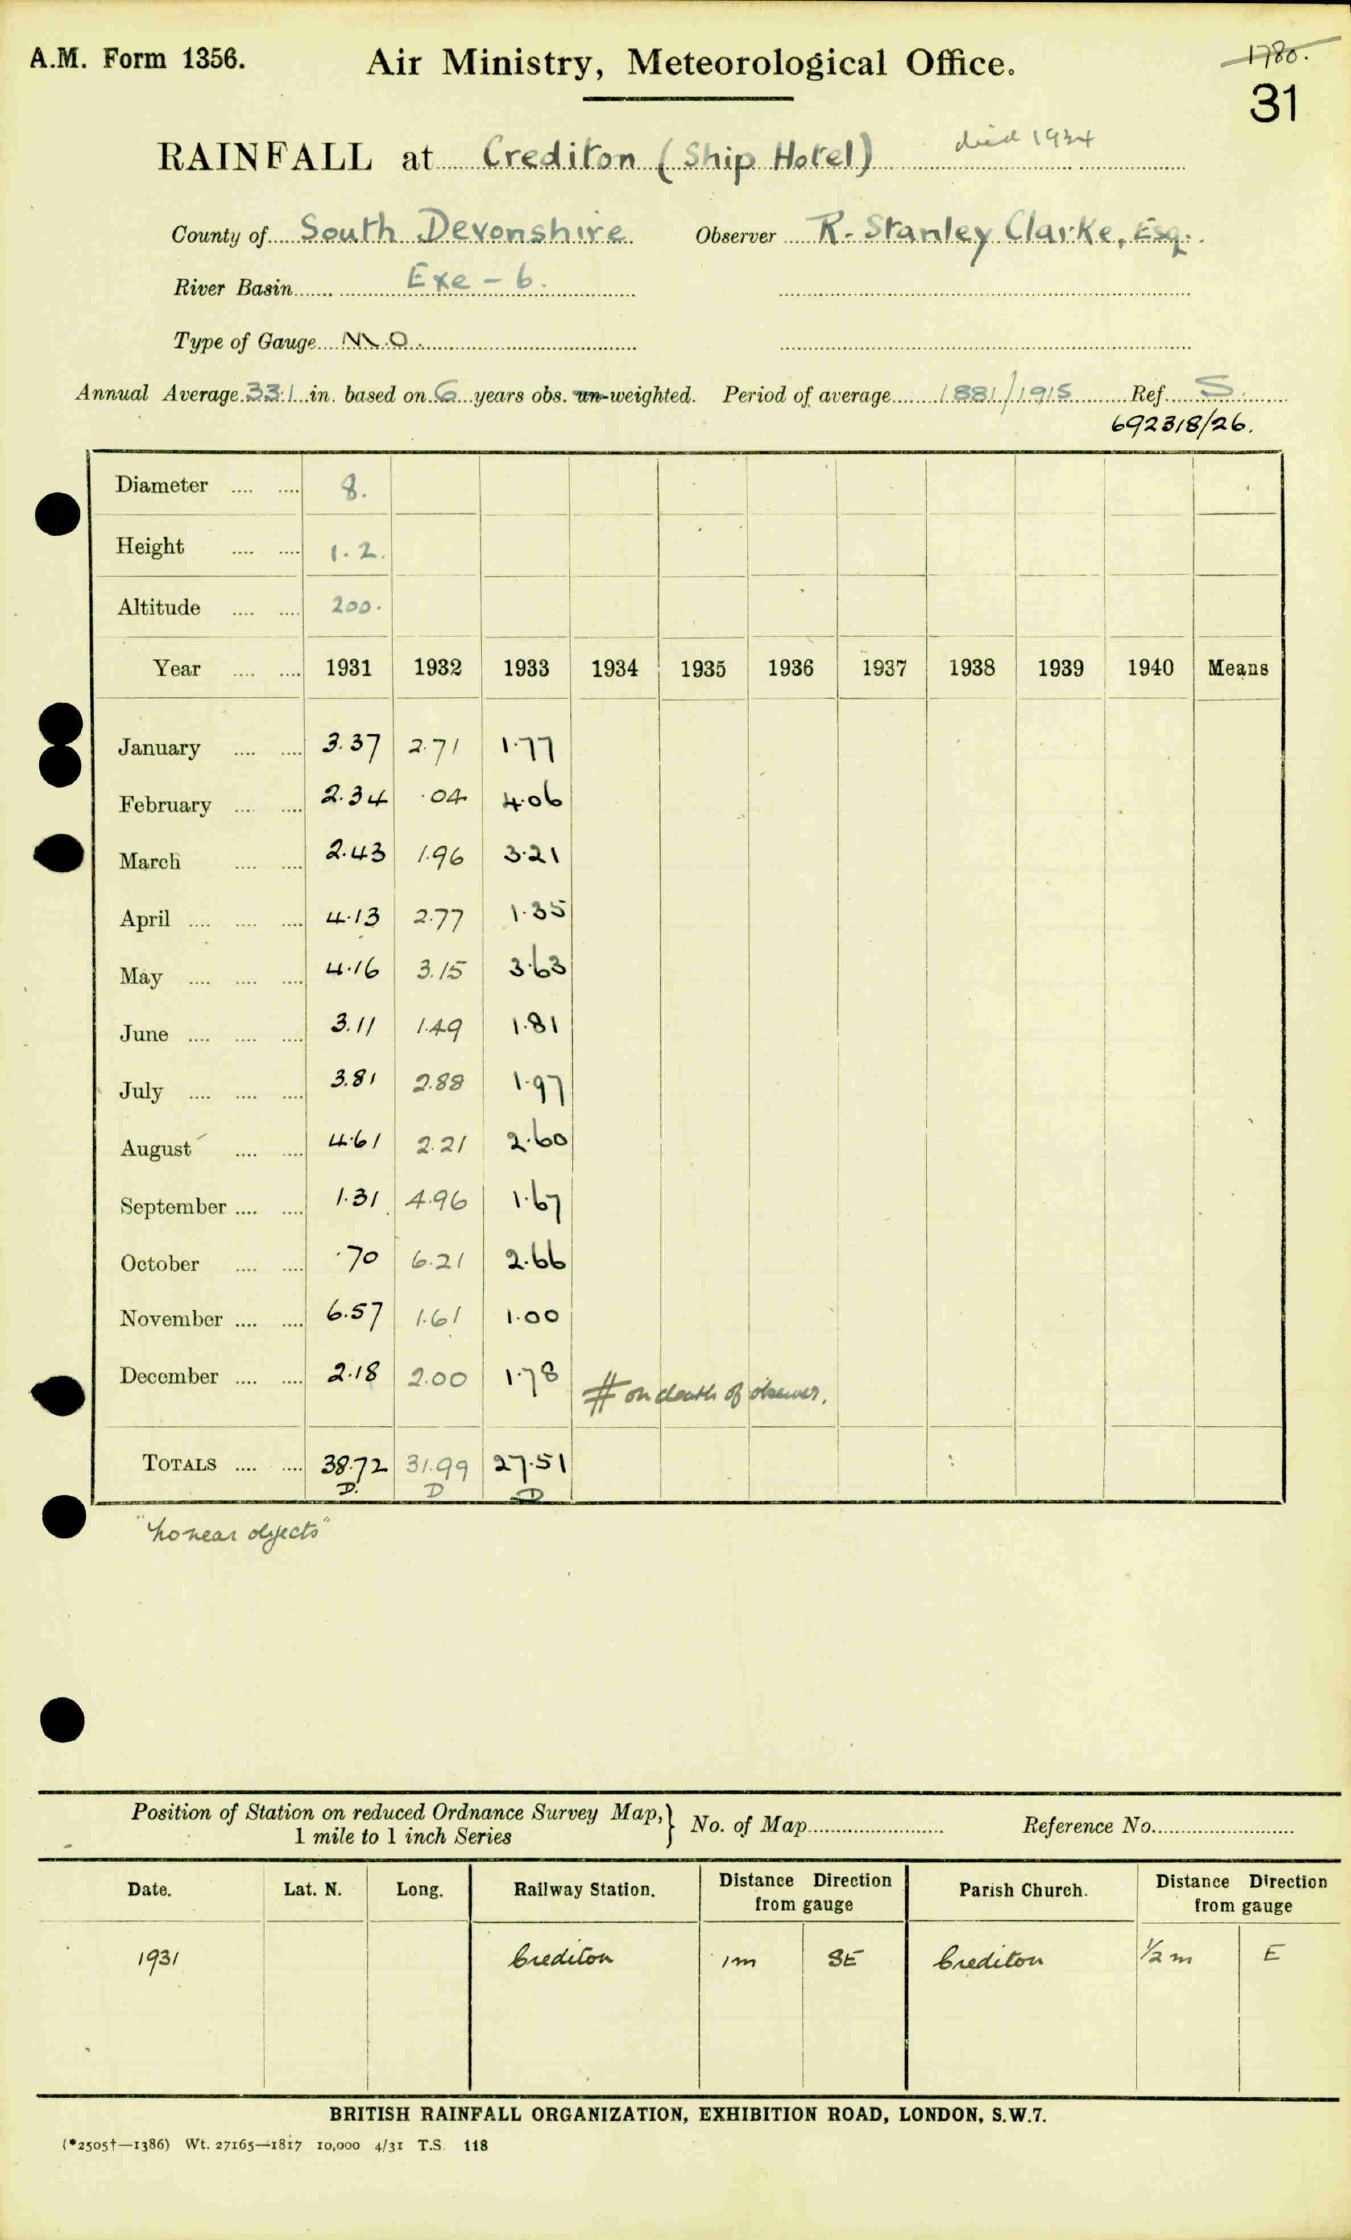 A.M. Form 1356.
Air Ministry, Meteorological Office.
1780.
31
RAINFALL at Crediton (Ship Hotel) died 1934
County of South Devonshire Observer R. Stanley Clarke, Esq.
River Basin Exe - 6.
Type of Gauge M.O.
Annual Average 33.1 in. based on 6 years obs. un-weighted. Period of average 1881/1915 Ref. S.
692318/26.
Diameter .... .... 8.
Height .... .... 1.2.
Altitude .... .... 200.
Year .... .... 1931 1932 1933 1934 1935 1936 1937 1938 1939 1940 Means
January .... .... 3.37 2.71 1.77
February .... .... 2.34 .04 4.06
March .... .... 2.43 1.96 3.21
April .... .... .... 4.13 2.77 1.35
May .... .... .... 4.16 3.15 3.63
June .... .... .... 3.11 1.49 1.81
July .... .... .... 3.81 2.88 1.97
August .... .... 4.61 2.21 2.60
September .... .... 1.31 4.96 1.67
October .... .... .70 6.21 2.66
November .... .... 6.57 1.61 1.00
December .... .... 2.18 2.00 1.78
# on death of observer.
TOTALS .... .... 38.72 31.99 27.51
D. D D
"no near objects"
Position of Station on reduced Ordnance Survey Map,} No. of Map Reference No.
1 mile to 1 inch Series
Date. Lat. N. Long. Railway Station. Distance Direction from gauge Parish Church. Distance Direction from gauge
1931 Crediton 1m SE Crediton ½ m E
BRITISH RAINFALL ORGANIZATION, EXHIBITION ROAD, LONDON, S.W.7.
(*2505†—1386) Wt. 27165—1817 10,000 4/31 T.S. 118